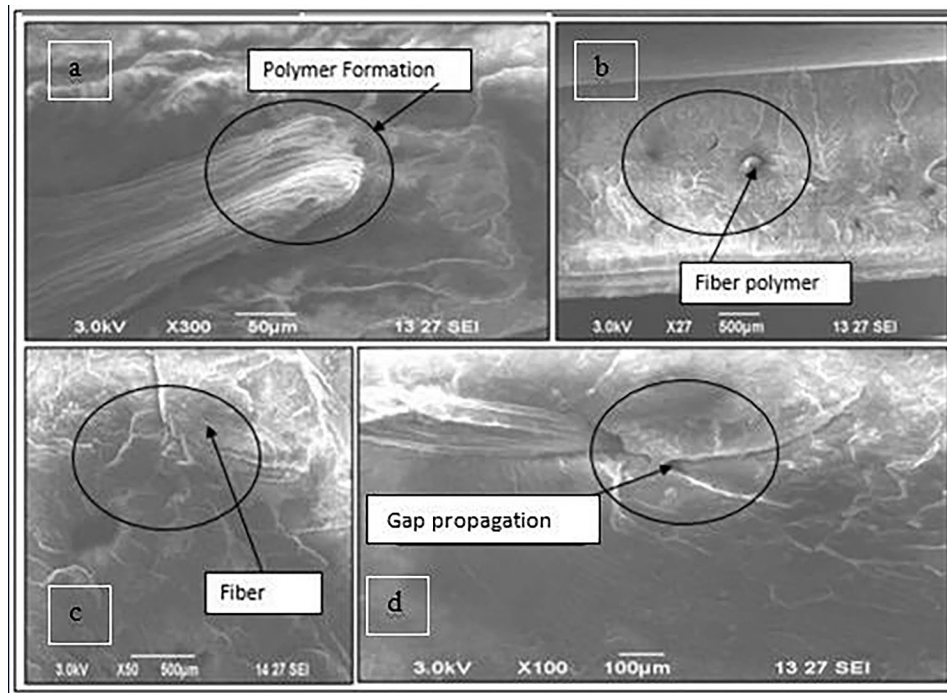 a
Polymer Formation
3.0kV X300 50µm 13 27 SEI
b
Fiber polymer
3.0kV X27 500µm 13 27 SEI
c
Fiber
3.0kV X50 500µm 14 27 SEI
d
Gap propagation
3.0kV X100 100µm 13 27 SEI